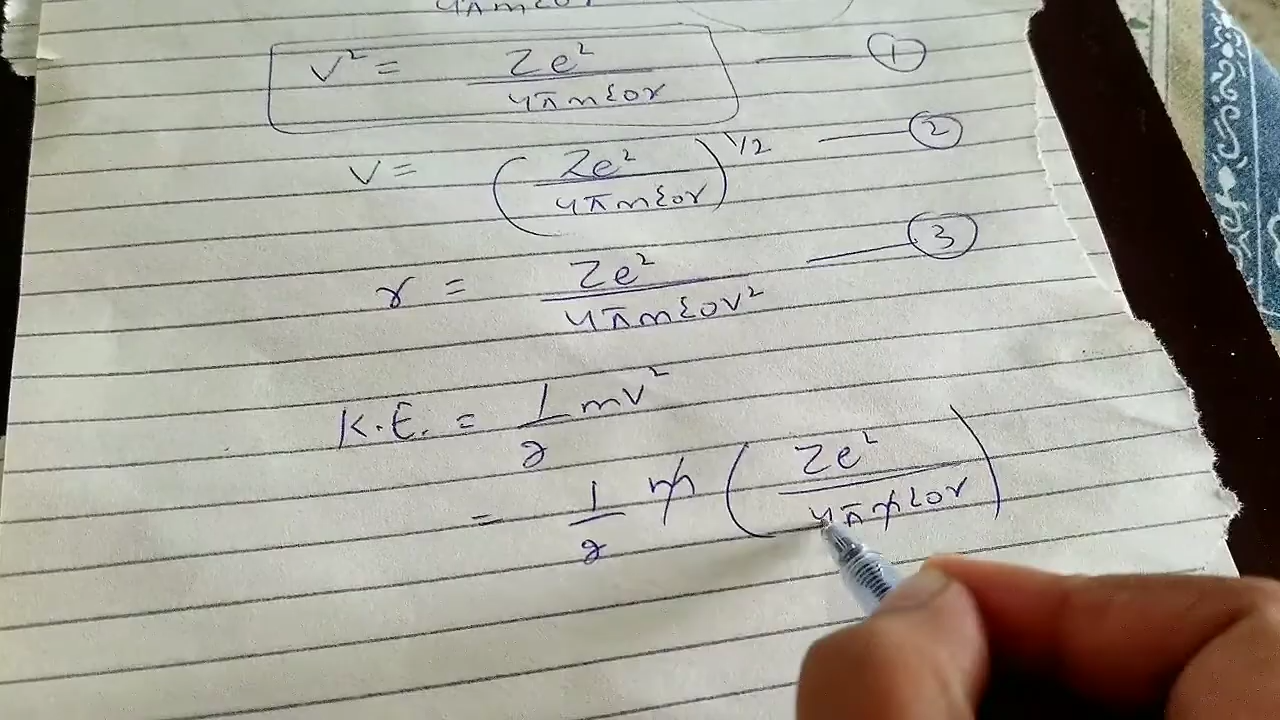 4πmε0r
v² = Ze² / 4πmε0r ——— ①
v = (Ze² / 4πmε0r)^1/2 ——— ②
r = Ze² / 4πmε0v² ——— ③
K.E. = 1/2 mv²
= 1/2 m (Ze² / 4πmε0r)